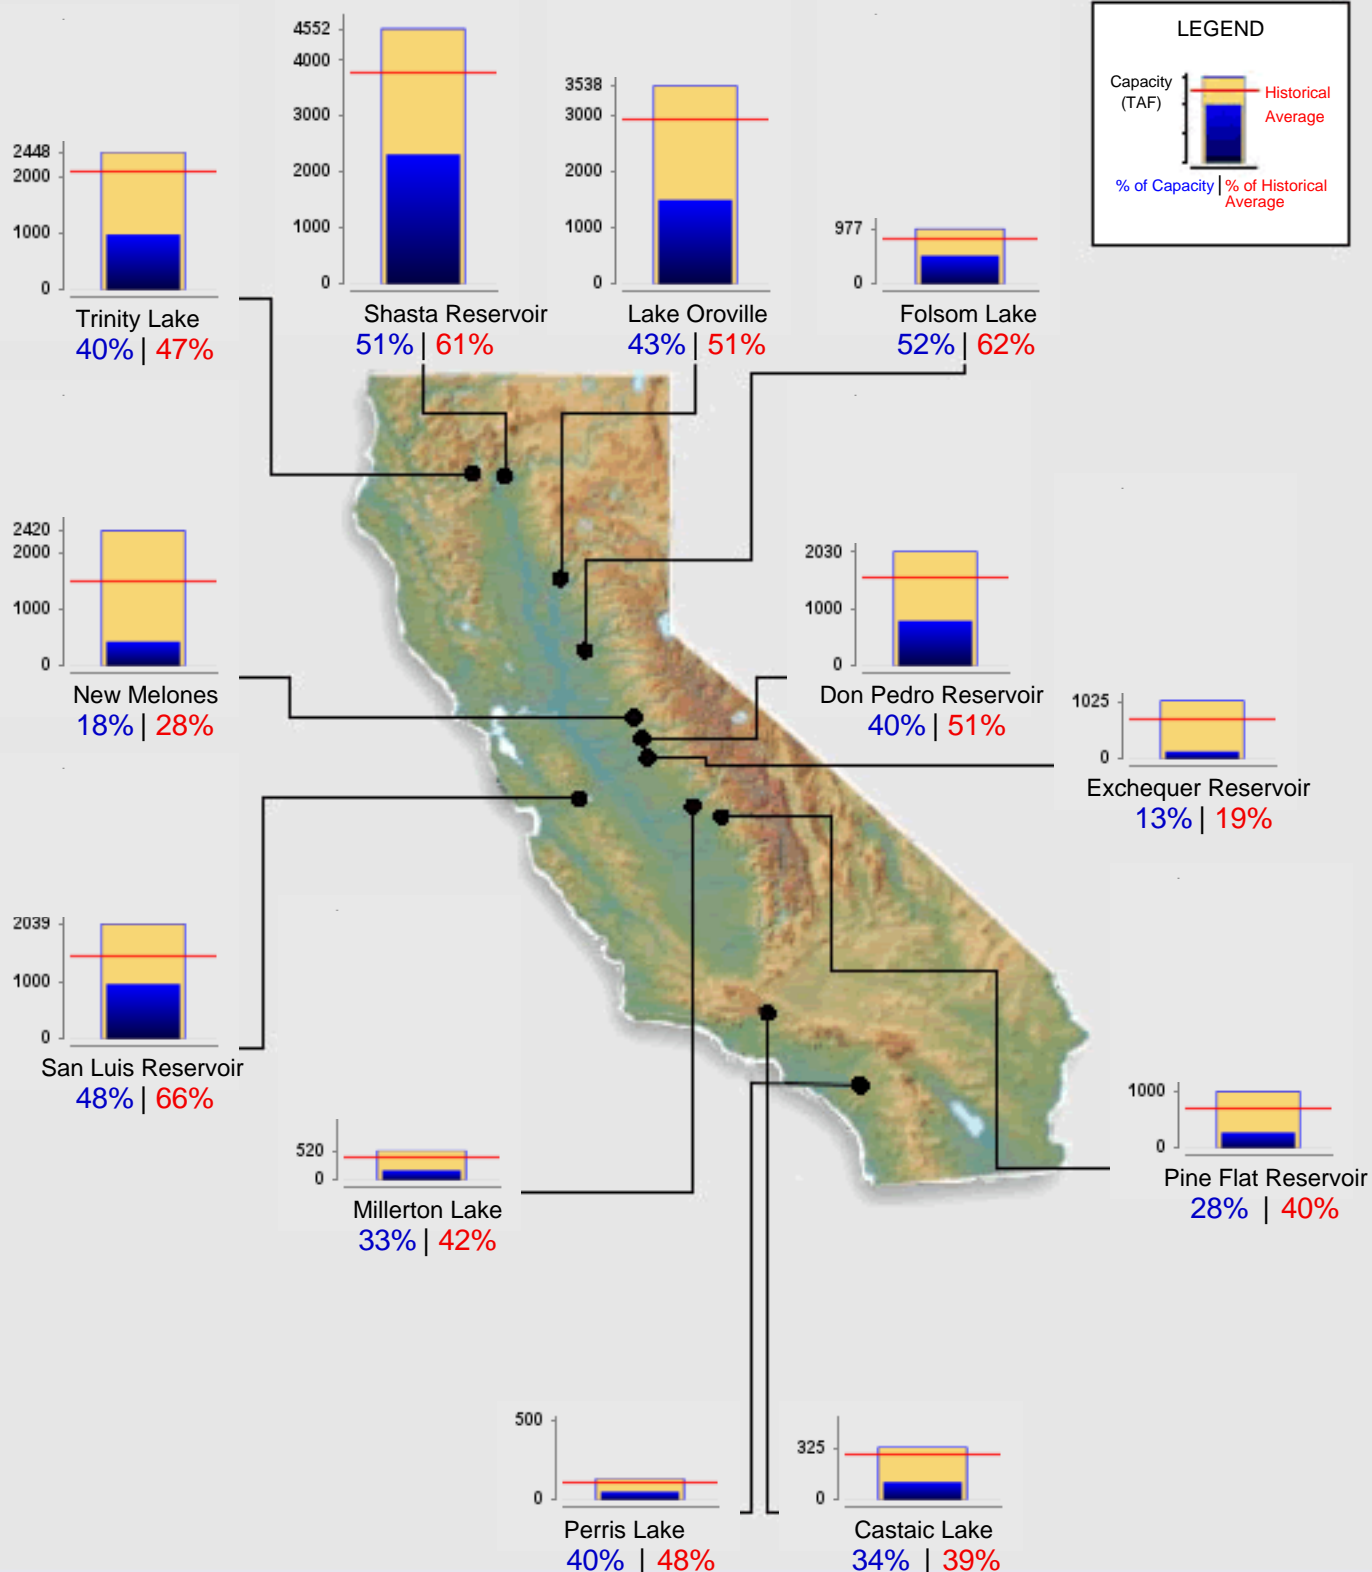 LEGEND
Capacity
(TAF)
Historical
Average
% of Capacity | % of Historical
Average
4552
4000
3000
2000
1000
0
Shasta Reservoir
51% | 61%
3538
3000
2000
1000
0
Lake Oroville
43% | 51%
977
0
Folsom Lake
52% | 62%
2448
2000
1000
0
Trinity Lake
40% | 47%
2420
2000
1000
0
New Melones
18% | 28%
2030
1000
0
Don Pedro Reservoir
40% | 51%
1025
0
Exchequer Reservoir
13% | 19%
2039
1000
0
San Luis Reservoir
48% | 66%
520
0
Millerton Lake
33% | 42%
1000
0
Pine Flat Reservoir
28% | 40%
500
0
Perris Lake
40% | 48%
325
0
Castaic Lake
34% | 39%